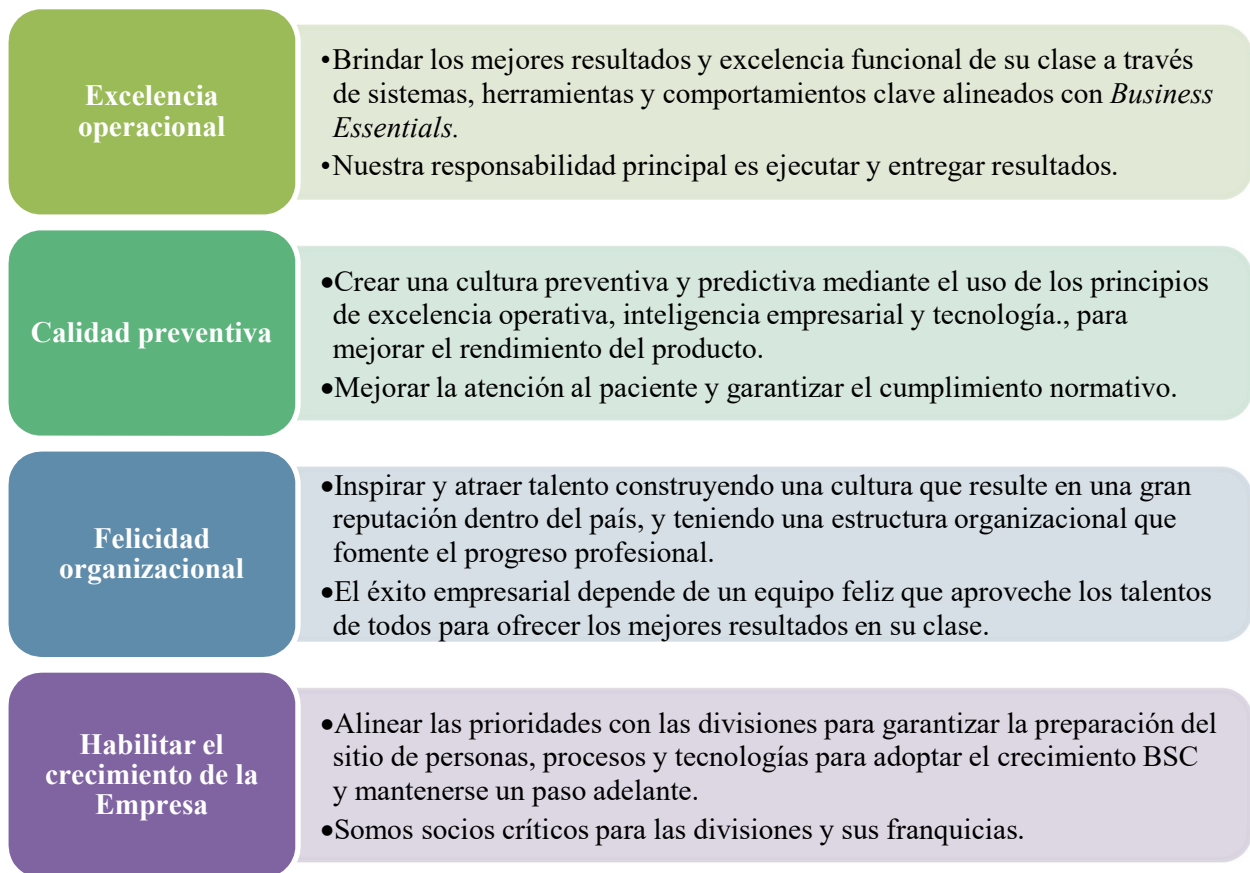 Excelencia
operacional
•Brindar los mejores resultados y excelencia funcional de su clase a través
de sistemas, herramientas y comportamientos clave alineados con Business
Essentials.
•Nuestra responsabilidad principal es ejecutar y entregar resultados.
Calidad preventiva
•Crear una cultura preventiva y predictiva mediante el uso de los principios
de excelencia operativa, inteligencia empresarial y tecnología., para
mejorar el rendimiento del producto.
•Mejorar la atención al paciente y garantizar el cumplimiento normativo.
Felicidad
organizacional
•Inspirar y atraer talento construyendo una cultura que resulte en una gran
reputación dentro del país, y teniendo una estructura organizacional que
fomente el progreso profesional.
•El éxito empresarial depende de un equipo feliz que aproveche los talentos
de todos para ofrecer los mejores resultados en su clase.
Habilitar el
crecimiento de la
Empresa
•Alinear las prioridades con las divisiones para garantizar la preparación del
sitio de personas, procesos y tecnologías para adoptar el crecimiento BSC
y mantenerse un paso adelante.
•Somos socios críticos para las divisiones y sus franquicias.